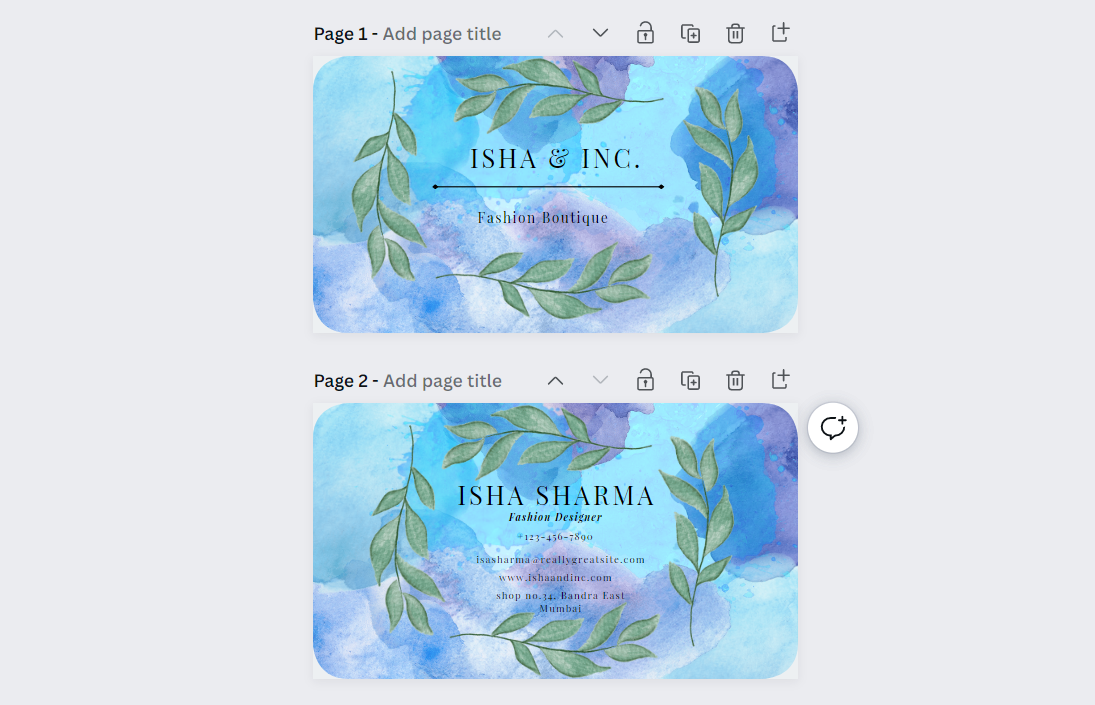 Page 1 - Add page title
ISHA & INC.
Fashion Boutique
Page 2 - Add page title
ISHA SHARMA
Fashion Designer
+123-456-7890
isasharma@reallygreatsite.com
www.ishaandinc.com
shop no.34, Bandra East
Mumbai